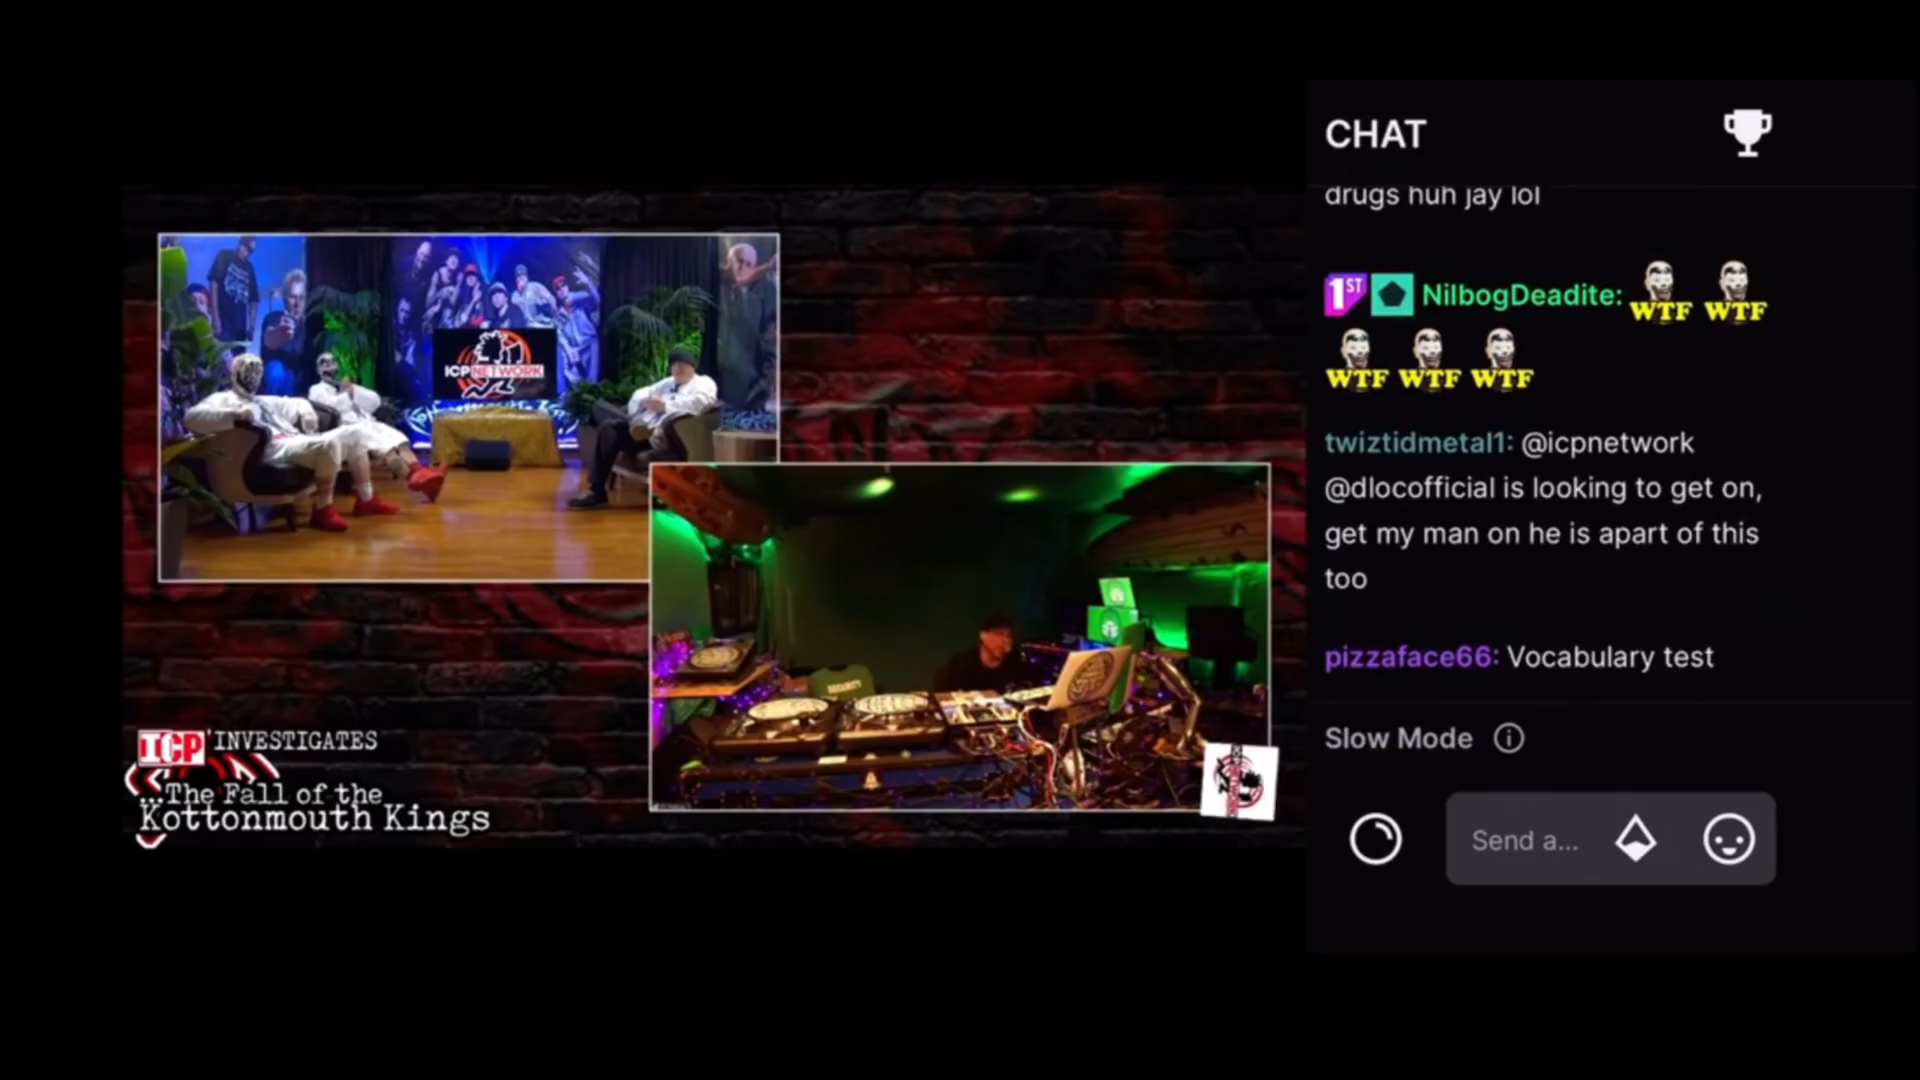 CHAT
drugs huh jay lol
1ST NilbogDeadite: WTF WTF
WTF WTF WTF
twiztidmetal1: @icpnetwork
@dlocofficial is looking to get on,
get my man on he is apart of this
too
pizzaface66: Vocabulary test
Slow Mode
Send a...
ICP NETWORK
SECURITY
ICP INVESTIGATES
...The Fall of the
Kottonmouth Kings